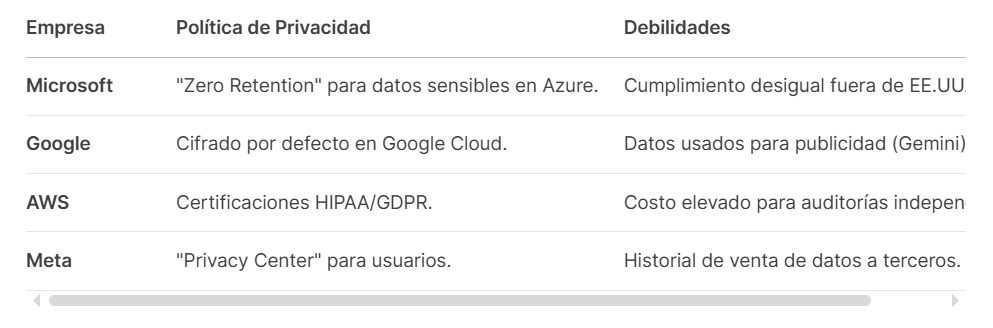 Empresa Política de Privacidad Debilidades
Microsoft "Zero Retention" para datos sensibles en Azure. Cumplimiento desigual fuera de EE.UU.
Google Cifrado por defecto en Google Cloud. Datos usados para publicidad (Gemini)
AWS Certificaciones HIPAA/GDPR. Costo elevado para auditorías
Meta "Privacy Center" para usuarios. Historial de venta de datos a terceros.